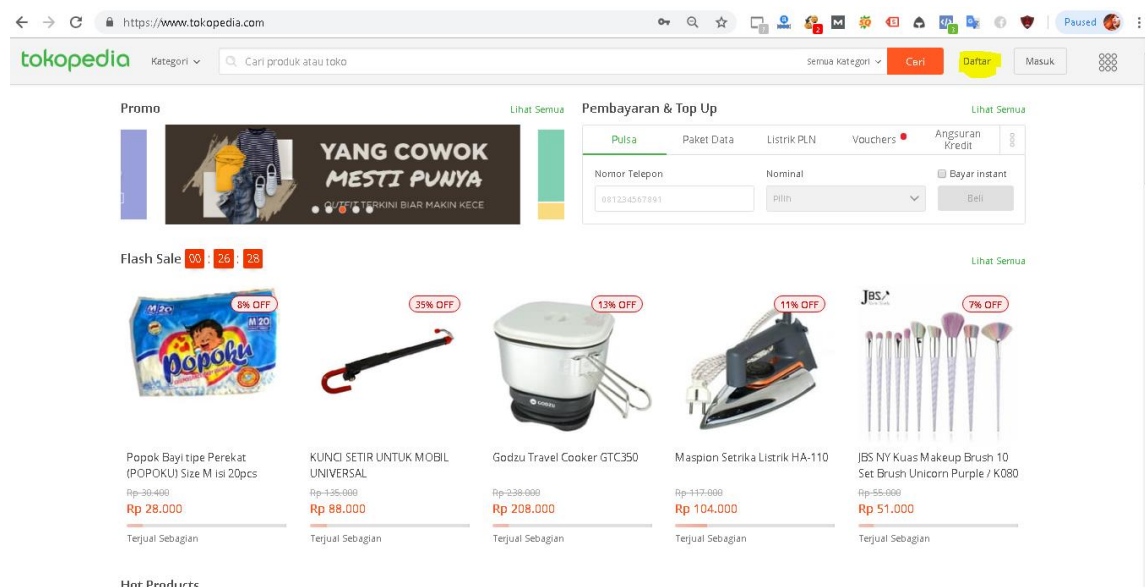 https://www.tokopedia.com
Paused
tokopedia
Kategori
Cari produk atau toko
Semua Kategori
Cari
Daftar
Masuk
Promo
Lihat Semua
YANG COWOK
MESTI PUNYA
OUTFIT TERKINI BIAR MAKIN KECE
Pembayaran & Top Up
Lihat Semua
Pulsa
Paket Data
Listrik PLN
Vouchers
Angsuran
Kredit
Nomor Telepon
Nominal
Bayar instant
081234567891
Pilih
Beli
Flash Sale 00 : 26 : 28
Lihat Semua
8% OFF
35% OFF
13% OFF
11% OFF
7% OFF
M 20
M 20
Popoku
GODZU
JBS
Popok Bayi tipe Perekat
(POPOKU) Size M isi 20pcs
Rp 30.400
Rp 28.000
Terjual Sebagian
KUNCI SETIR UNTUK MOBIL
UNIVERSAL
Rp 135.000
Rp 88.000
Terjual Sebagian
Godzu Travel Cooker GTC350
Rp 238.000
Rp 208.000
Terjual Sebagian
Maspion Setrika Listrik HA-110
Rp 117.000
Rp 104.000
Terjual Sebagian
JBS NY Kuas Makeup Brush 10
Set Brush Unicorn Purple / K080
Rp 55.000
Rp 51.000
Terjual Sebagian
Hot Products